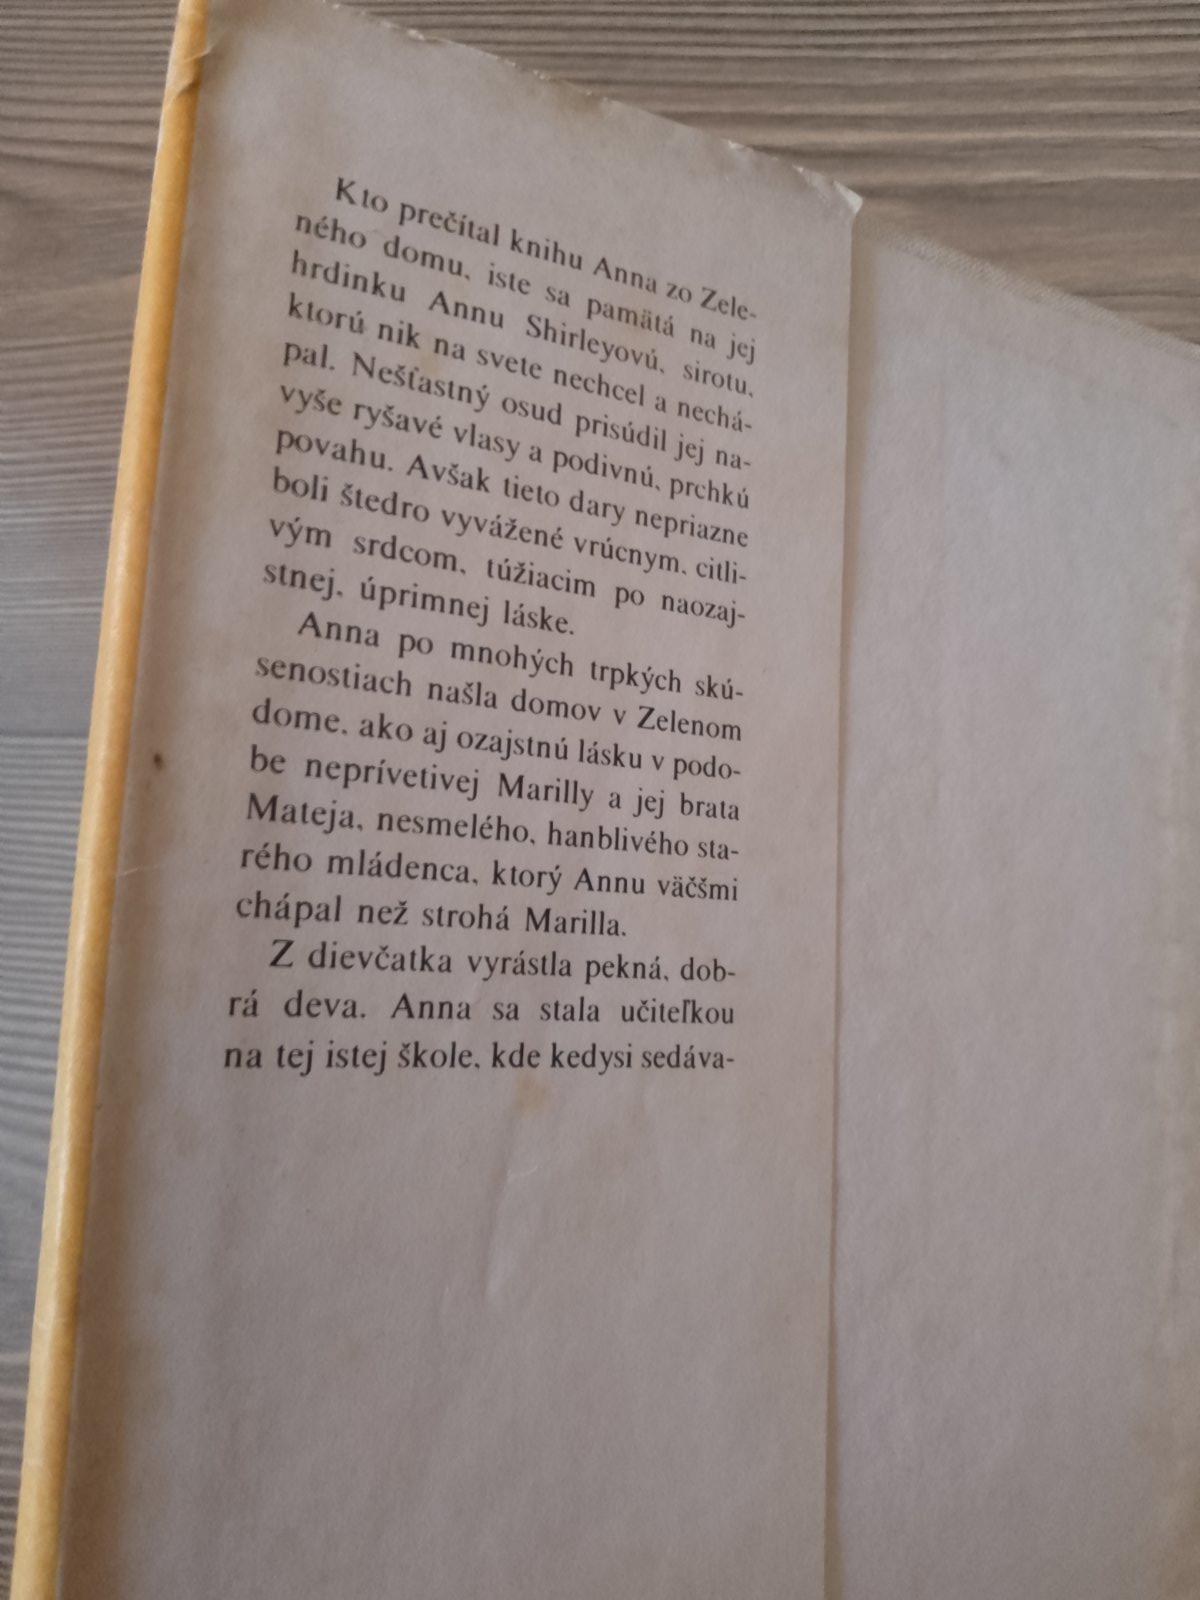 Kto prečítal knihu Anna zo Zele-
ného domu, iste sa pamätá na jej
hrdinku Annu Shirleyovú, sirotu,
ktorú nik na svete nechcel a nechá-
pal. Nešťastný osud prisúdil jej na-
vyše ryšavé vlasy a podivnú, prchkú
povahu. Avšak tieto dary nepriazne
boli štedro vyvážené vrúcnym, citli-
vým srdcom, túžiacim po naozaj-
stnej, úprimnej láske.
Anna po mnohých trpkých skú-
senostiach našla domov v Zelenom
dome, ako aj ozajstnú lásku v podo-
be neprívetivej Marilly a jej brata
Mateja, nesmelého, hanblivého sta-
rého mládenca, ktorý Annu väčšmi
chápal než strohá Marilla.
Z dievčatka vyrástla pekná, dob-
rá deva. Anna sa stala učiteľkou
na tej istej škole, kde kedysi sedáva-